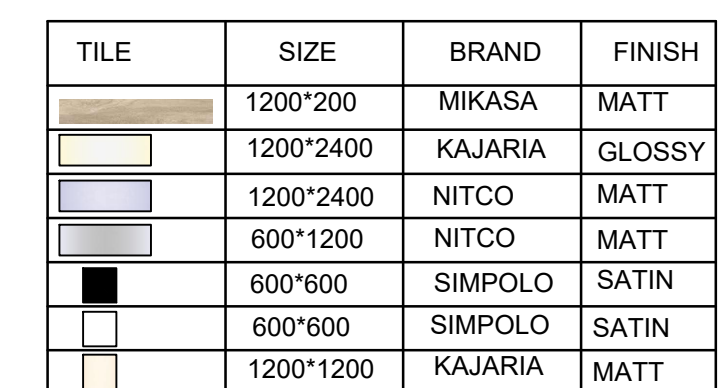 TILE SIZE BRAND FINISH
1200*200 MIKASA MATT
1200*2400 KAJARIA GLOSSY
1200*2400 NITCO MATT
600*1200 NITCO MATT
600*600 SIMPOLO SATIN
600*600 SIMPOLO SATIN
1200*1200 KAJARIA MATT